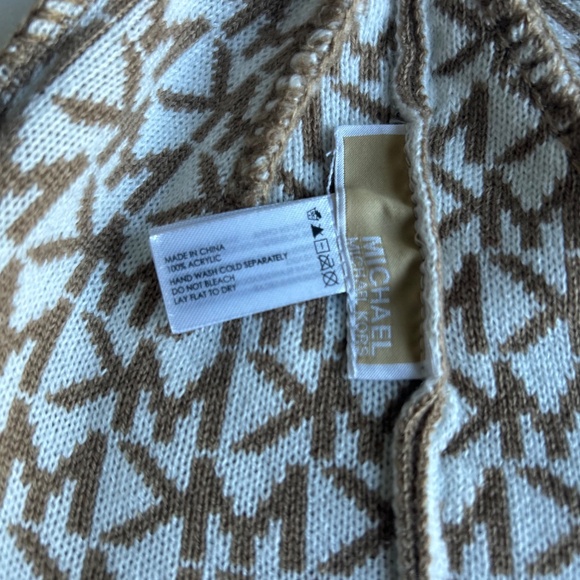 MADE IN CHINA
100% ACRYLIC
HAND WASH COLD SEPARATELY
DO NOT BLEACH
LAY FLAT TO DRY
MICHAEL
MICHAEL KORS